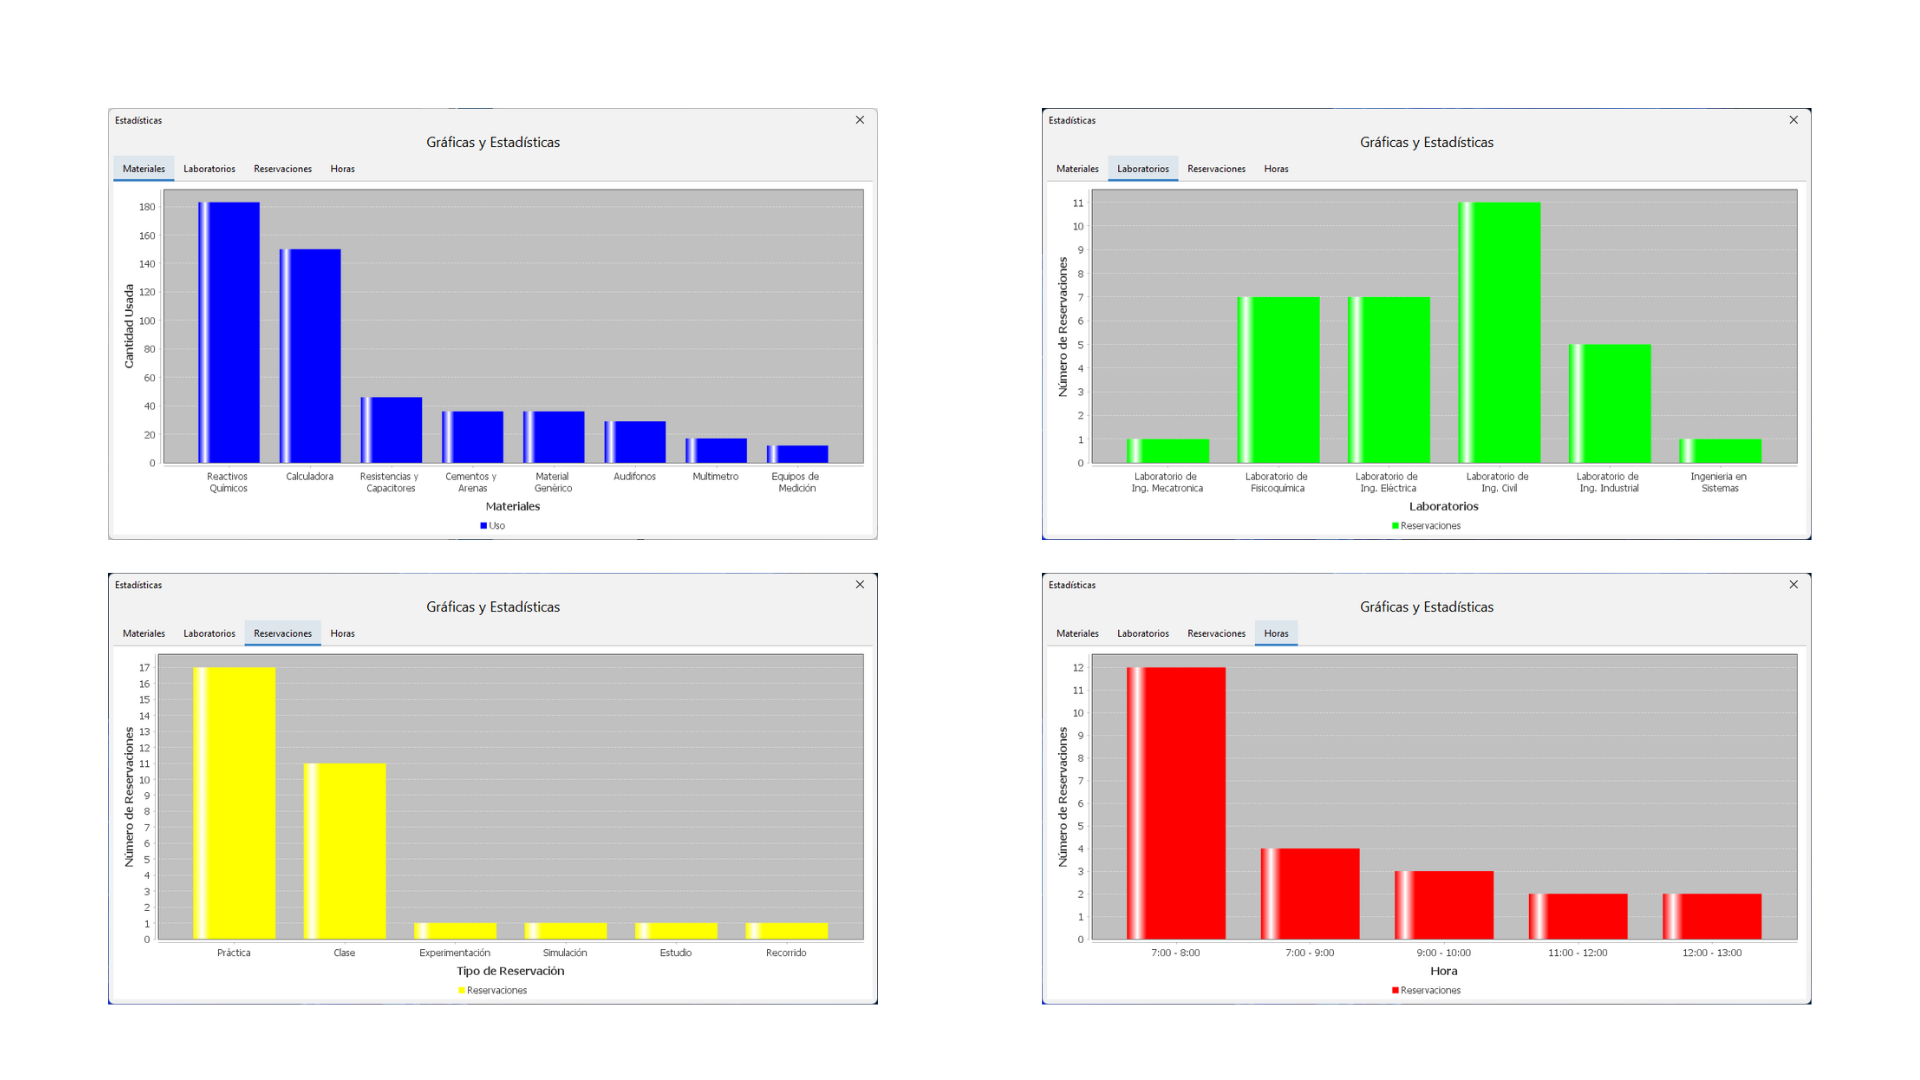 Estadísticas
Gráficas y Estadísticas
Materiales Laboratorios Reservaciones Horas
Cantidad Usada
180
160
140
120
100
80
60
40
20
0
Reactivos Químicos
Calculadora
Resistencias y Capacitores
Cementos y Arenas
Material Genérico
Audífonos
Multimetro
Equipos de Medición
Materiales
Uso
Estadísticas
Gráficas y Estadísticas
Materiales Laboratorios Reservaciones Horas
Número de Reservaciones
11
10
9
8
7
6
5
4
3
2
1
0
Laboratorio de Ing. Mecatronica
Laboratorio de Fisicoquímica
Laboratorio de Ing. Eléctrica
Laboratorio de Ing. Civil
Laboratorio de Ing. Industrial
Ingenieria en Sistemas
Laboratorios
Reservaciones
Estadísticas
Gráficas y Estadísticas
Materiales Laboratorios Reservaciones Horas
Número de Reservaciones
17
16
15
14
13
12
11
10
9
8
7
6
5
4
3
2
1
0
Práctica
Clase
Experimentación
Simulación
Estudio
Recorrido
Tipo de Reservación
Reservaciones
Estadísticas
Gráficas y Estadísticas
Materiales Laboratorios Reservaciones Horas
Número de Reservaciones
12
11
10
9
8
7
6
5
4
3
2
1
0
7:00 - 8:00
7:00 - 9:00
9:00 - 10:00
11:00 - 12:00
12:00 - 13:00
Hora
Reservaciones